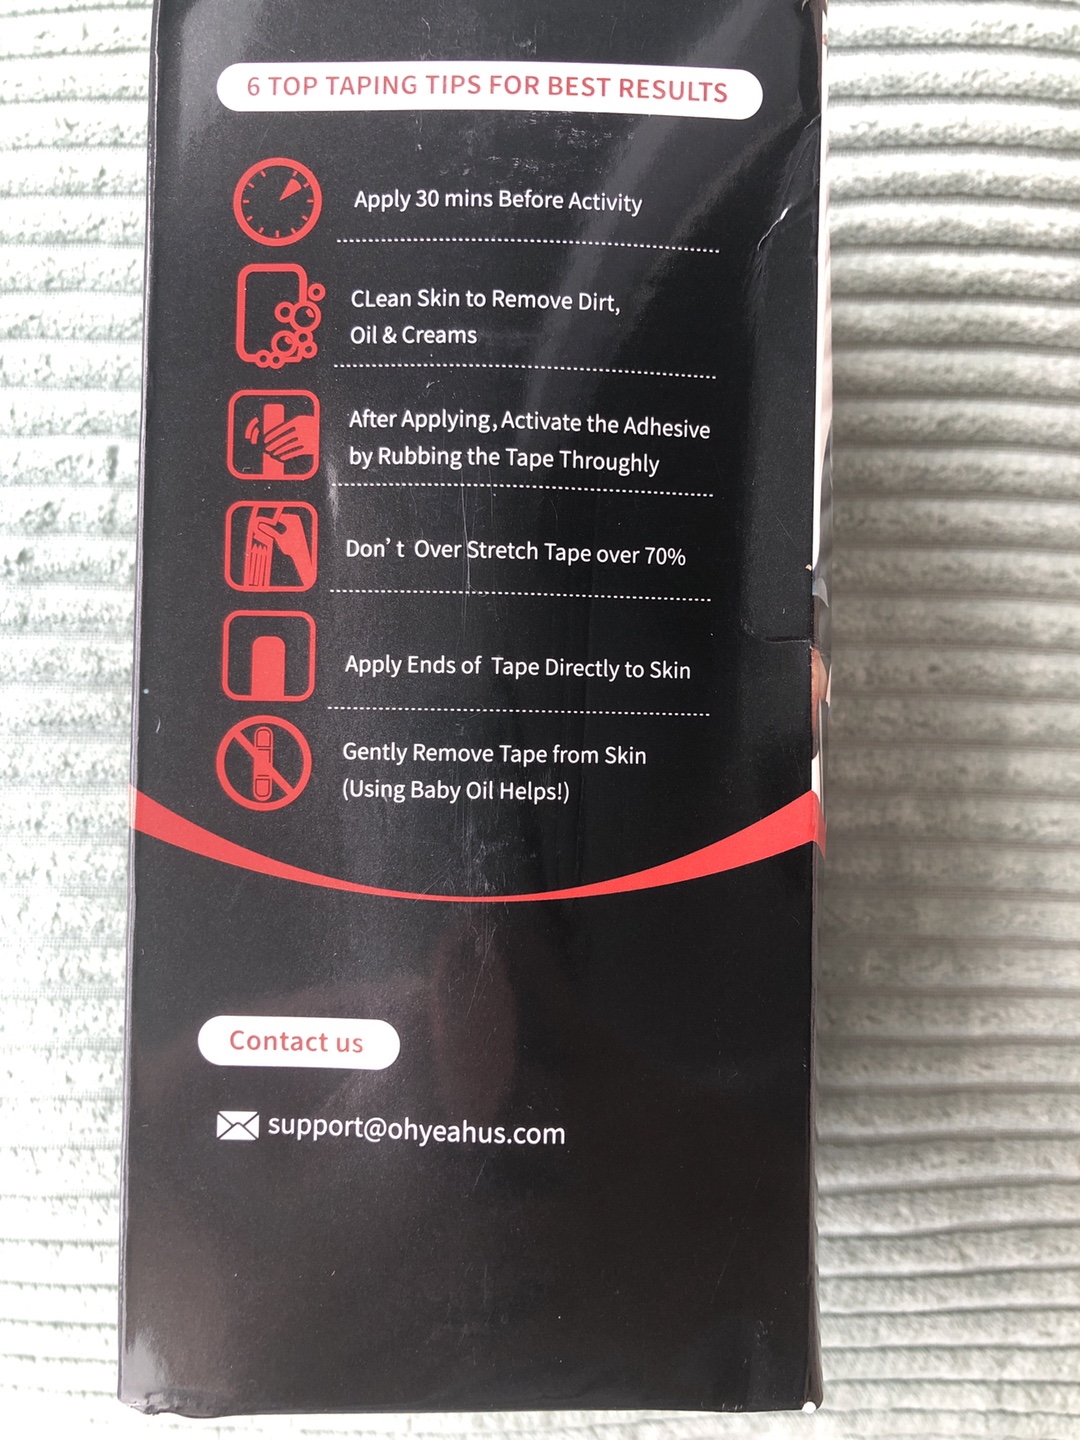 6 TOP TAPING TIPS FOR BEST RESULTS
Apply 30 mins Before Activity
CLean Skin to Remove Dirt,
Oil & Creams
After Applying, Activate the Adhesive
by Rubbing the Tape Throughly
Don’t Over Stretch Tape over 70%
Apply Ends of Tape Directly to Skin
Gently Remove Tape from Skin
(Using Baby Oil Helps!)
Contact us
support@ohyeahus.com